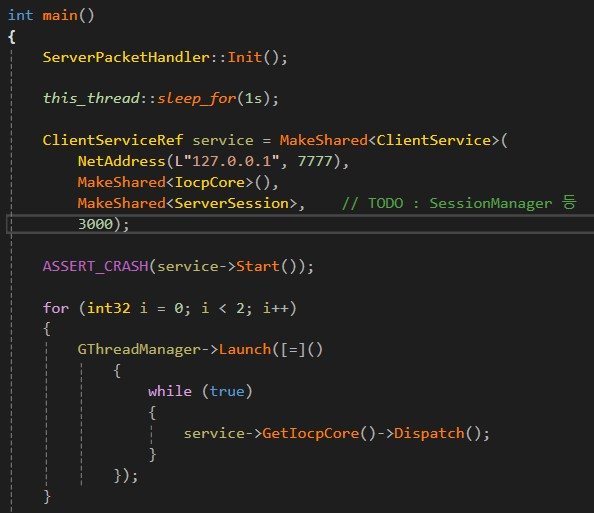 int main()
{
    ServerPacketHandler::Init();

    this_thread::sleep_for(1s);

    ClientServiceRef service = MakeShared<ClientService>(
        NetAddress(L"127.0.0.1", 7777),
        MakeShared<IocpCore>(),
        MakeShared<ServerSession>,    // TODO : SessionManager 등
        3000);

    ASSERT_CRASH(service->Start());

    for (int32 i = 0; i < 2; i++)
    {
        GThreadManager->Launch([=]()
            {
                while (true)
                {
                    service->GetIocpCore()->Dispatch();
                }
            });
    }